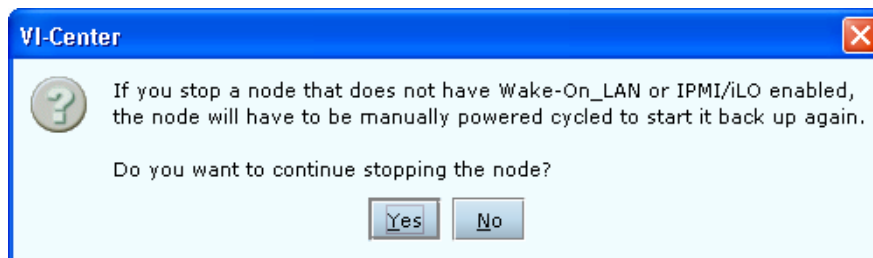 VI-Center
If you stop a node that does not have Wake-On_LAN or IPMI/iLO enabled,
the node will have to be manually powered cycled to start it back up again.
Do you want to continue stopping the node?
Yes No